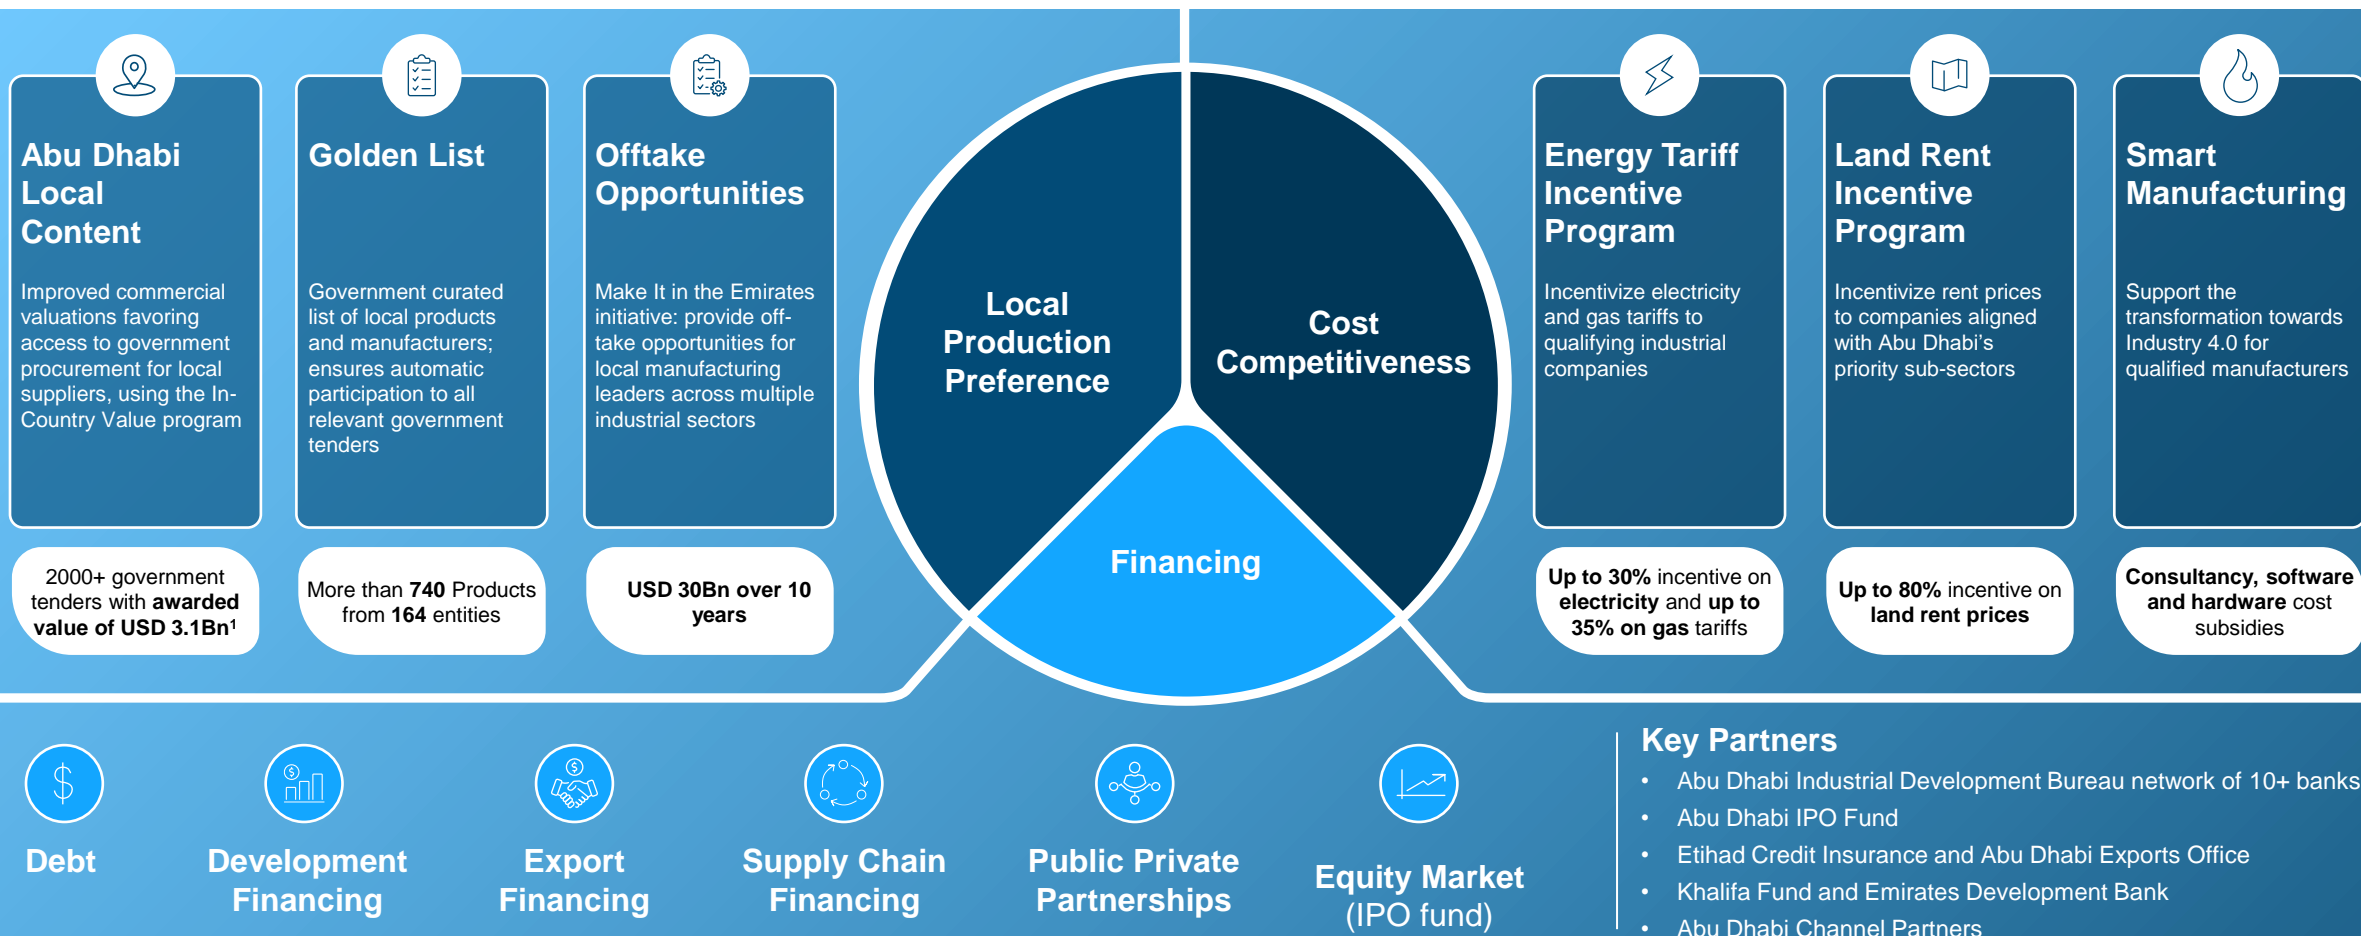 Abu Dhabi
Local
Content
Improved commercial
valuations favoring
access to government
procurement for local
suppliers, using the In-
Country Value program
2000+ government
tenders with awarded
value of USD 3.1Bn¹
Golden List
Government curated
list of local products
and manufacturers;
ensures automatic
participation to all
relevant government
tenders
More than 740 Products
from 164 entities
Offtake
Opportunities
Make It in the Emirates
initiative: provide off-
take opportunities for
local manufacturing
leaders across multiple
industrial sectors
USD 30Bn over 10
years
Local
Production
Preference
Cost
Competitiveness
Financing
Energy Tariff
Incentive
Program
Incentivize electricity
and gas tariffs to
qualifying industrial
companies
Up to 30% incentive on
electricity and up to
35% on gas tariffs
Land Rent
Incentive
Program
Incentivize rent prices
to companies aligned
with Abu Dhabi’s
priority sub-sectors
Up to 80% incentive on
land rent prices
Smart
Manufacturing
Support the
transformation towards
Industry 4.0 for
qualified manufacturers
Consultancy, software
and hardware cost
subsidies
Debt
Development
Financing
Export
Financing
Supply Chain
Financing
Public Private
Partnerships
Equity Market
(IPO fund)
Key Partners
• Abu Dhabi Industrial Development Bureau network of 10+ banks
• Abu Dhabi IPO Fund
• Etihad Credit Insurance and Abu Dhabi Exports Office
• Khalifa Fund and Emirates Development Bank
• Abu Dhabi Channel Partners